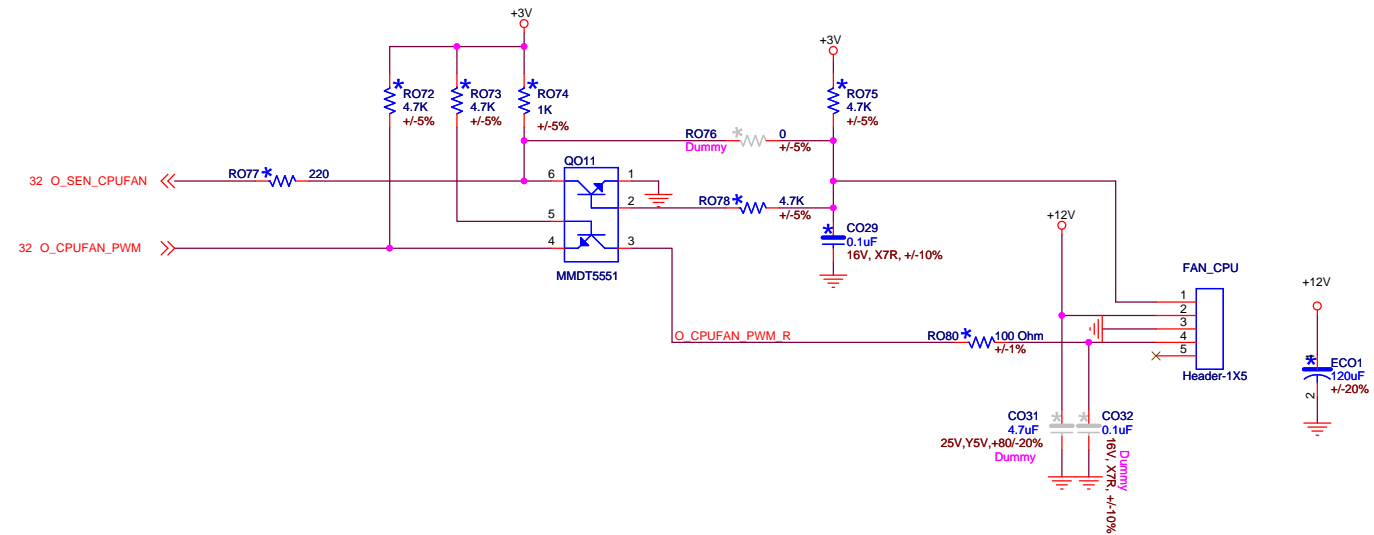 +3V
+3V
RO72
4.7K
+/-5%
RO73
4.7K
+/-5%
RO74
1K
+/-5%
RO75
4.7K
+/-5%
RO76
Dummy
0
+/-5%
QO11
32 O_SEN_CPUFAN
RO77
220
6
1
2
5
4
3
RO78
4.7K
+/-5%
32 O_CPUFAN_PWM
MMDT5551
CO29
0.1uF
16V, X7R, +/-10%
+12V
FAN_CPU
1
2
3
4
5
Header-1X5
+12V
O_CPUFAN_PWM_R
RO80
100 Ohm
+/-1%
1
ECO1
120uF
+/-20%
2
CO31
4.7uF
25V,Y5V,+80/-20%
Dummy
CO32
0.1uF
16V, X7R, +/-10%
Dummy